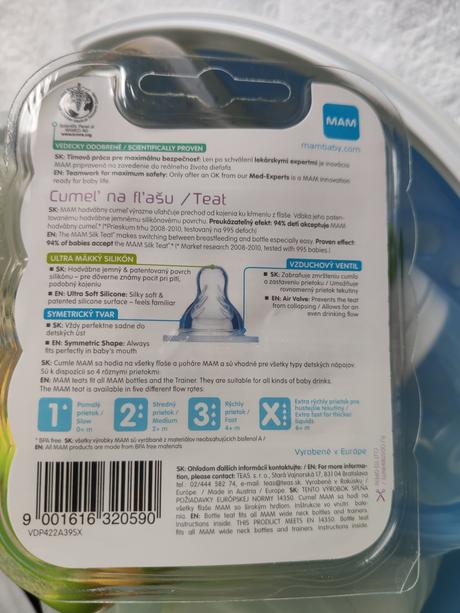 MAM
mambaby.com
VEDECKY ODOBRENÉ / SCIENTIFICALLY PROVEN
SK: Tímová práca pre maximálnu bezpečnosť: Len po schválení lekárskymi expertmi je inovácia
MAM pripravená na zavedenie do reálneho života dieťaťa
EN: Teamwork for maximum safety: Only after an OK from our Med-Experts is a MAM innovation
ready for baby life.
Cumeľ na fľašu / Teat
SK: MAM hodvábny cumeľ výrazne uľahčuje prechod od kojenia ku kŕmeniu z fľaše. Vďaka jeho paten-
tovanému hodvábne jemnému silikónovému povrchu. Preukázateľný efekt: 94% detí akceptuje MAM
hodvábny cumeľ.* (*Prieskum trhu 2008-2010, testovaný na 995 deťoch)
EN: The MAM Silk Teat® makes switching between breastfeeding and bottle especially easy. Proven effect:
94% of babies accept the MAM Silk Teat®.* (* Market research 2008-2010, tested with 995 babies.)
ULTRA MÄKKÝ SILIKÓN
SK: Hodvábne jemný & patentovaný povrch
silikónu – pre dôverne známy pocit pri pití,
podobný kojeniu
EN: Ultra Soft Silicone: Silky soft &
patented silicone surface – feels familiar
SYMETRICKÝ TVAR
SK: Vždy perfektne sadne do
detských úst
EN: Symmetric Shape: Always
fits perfectly in baby's mouth
VZDUCHOVÝ VENTIL
SK: Zabraňuje zmršteniu cumlo
a zastaveniu prietoku / Umožňuje
rovnomerný prietok tekutiny
EN: Air Valve: Prevents the teat
from collapsing / Allows for an
even drinking flow
SK: Cumle MAM sa hodia na všetky fľaše a poháre MAM a sú vhodné pre všetky typy detských nápojov.
Sú k dispozícii so 4 rôznymi prietokmi
EN: MAM teats fit all MAM bottles and the Trainer. They are suitable for all kinds of baby drinks.
The MAM teat is available in five different flow rates:
1 Pomalý prietok / Slow 0+ m
2 Stredný prietok / Medium 2+ m
3 Rýchly prietok / Fast 4+ m
X Extra rýchly prietok pre hustejšie tekutiny / Extra fast for thicker liquids 6+ m
* BPA free. SK: všetky výrobky MAM sú vyrábané z materiálov neobsahujúcich bisfenol A /
EN: All MAM products are made from BPA free materials
Vyrobené v Európe
SK: Ohľadom ďalších informácií kontaktujte: / EN: For more informa-
tion, please contact: TEAS, s. r. o., Stará Vajnorská 17, 831 04 Bratislava
tel.: 02/444 582 74, e-mail: teas@teas.sk. Vyrobené v Rakúsku /
Európe. / Made in Austria / Europe. SK: TENTO VÝROBOK SPĹŇA
POŽIADAVKY EURÓPSKEJ NORMY 14350. Cumeľ MAM sa hodí na
všetky fľaše MAM so širokým hrdlom. Inštrukcie vo vnútri bale-
nia. EN: Bottle teat fits all MAM wide neck bottles and trainers.
Instructions inside. THIS PRODUCT MEETS EN 14350. Bottle teat
fits all MAM wide neck bottles and trainers. Instructions inside.
9 001616 320590
VDP422A39SX